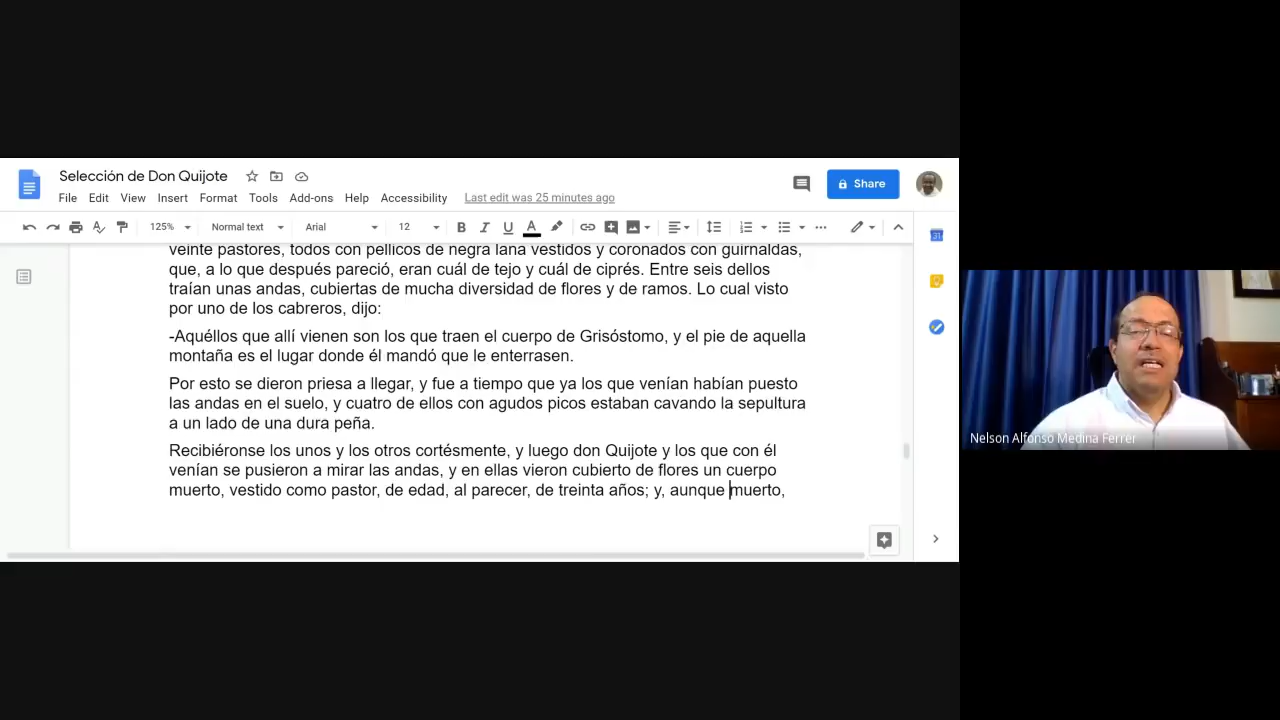 Selección de Don Quijote
File Edit View Insert Format Tools Add-ons Help Accessibility Last edit was 25 minutes ago
Share
125% Normal text Arial 12 B I U A
veinte pastores, todos con pellicos de negra lana vestidos y coronados con guirnaldas,
que, a lo que después pareció, eran cuál de tejo y cuál de ciprés. Entre seis dellos
traían unas andas, cubiertas de mucha diversidad de flores y de ramos. Lo cual visto
por uno de los cabreros, dijo:
-Aquéllos que allí vienen son los que traen el cuerpo de Grisóstomo, y el pie de aquella
montaña es el lugar donde él mandó que le enterrasen.
Por esto se dieron priesa a llegar, y fue a tiempo que ya los que venían habían puesto
las andas en el suelo, y cuatro de ellos con agudos picos estaban cavando la sepultura
a un lado de una dura peña.
Recibiéronse los unos y los otros cortésmente, y luego don Quijote y los que con él
venían se pusieron a mirar las andas, y en ellas vieron cubierto de flores un cuerpo
muerto, vestido como pastor, de edad, al parecer, de treinta años; y, aunque muerto,
31
Nelson Alfonso Medina Ferrer